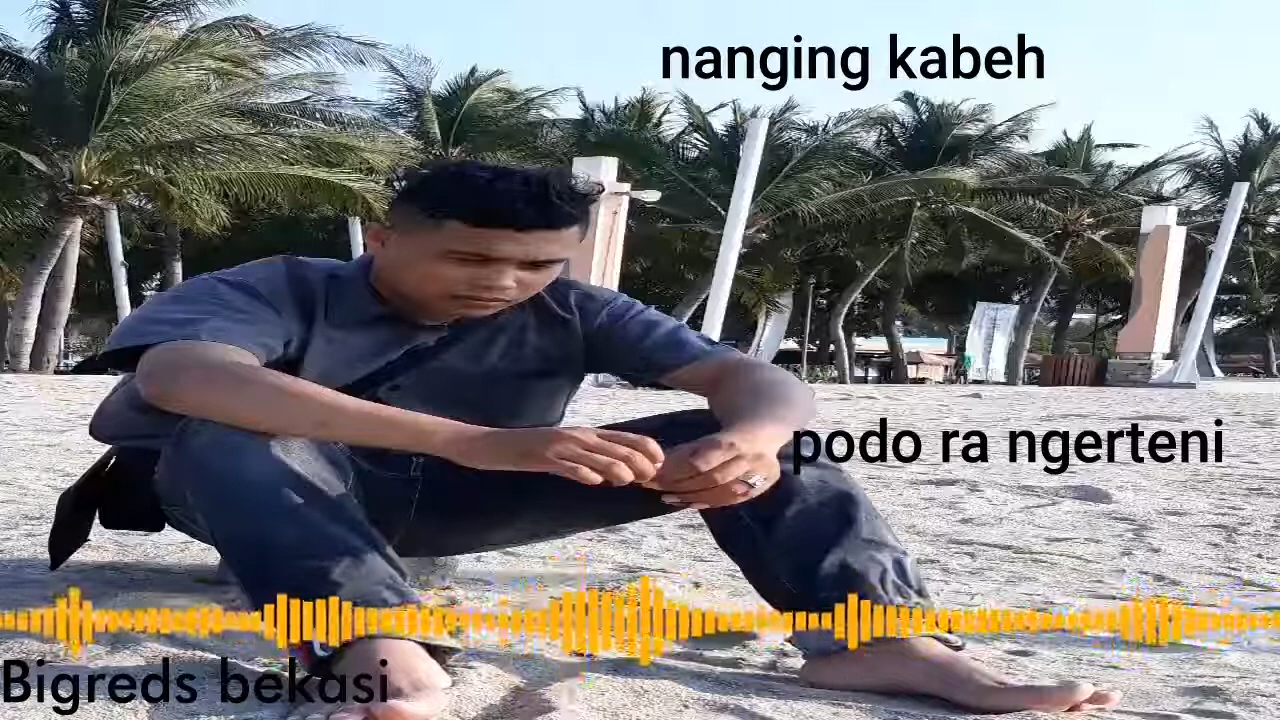 nanging kabeh
podo ra ngerteni
Bigreds bekasi